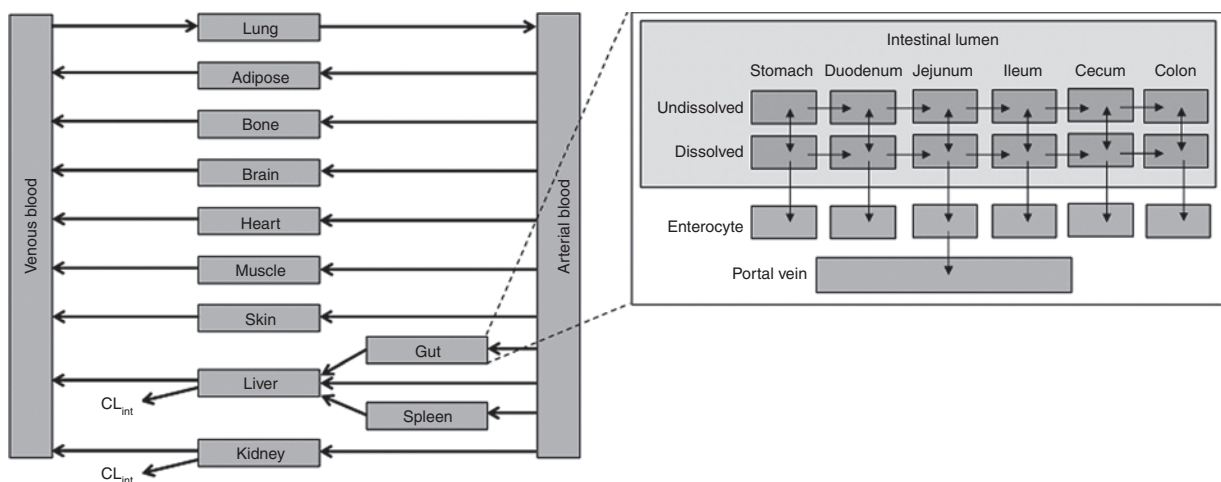 Venous blood
Lung
Adipose
Bone
Brain
Heart
Muscle
Skin
Gut
Liver
CLint
Spleen
Kidney
CLint
Arterial blood
Intestinal lumen
Stomach Duodenum Jejunum Ileum Cecum Colon
Undissolved
Dissolved
Enterocyte
Portal vein